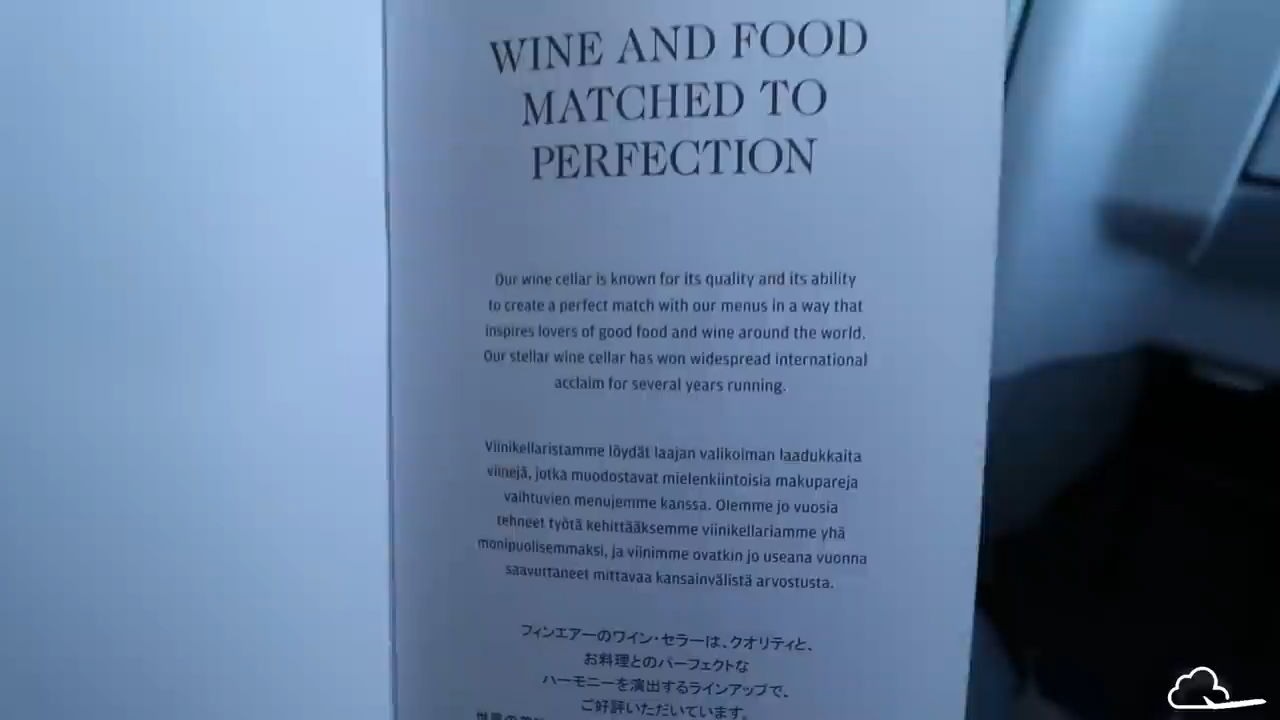 WINE AND FOOD
MATCHED TO
PERFECTION
Our wine cellar is known for its quality and its ability
to create a perfect match with our menus in a way that
inspires lovers of good food and wine around the world.
Our stellar wine cellar has won widespread international
acclaim for several years running.
Viinikellaristamme löydät laajan valikoiman laadukkaita
viinejä, jotka muodostavat mielenkiintoisia makupareja
vaihtuvien menujemme kanssa. Olemme jo vuosia
tehneet työtä kehittääksemme viinikellariamme yhä
monipuolisemmaksi, ja viinimme ovatkin jo useana vuonna
saavuttaneet mittavaa kansainvälistä arvostusta.
フィンエアーのワイン・セラーは、クオリティと、
お料理とのパーフェクトな
ハーモニーを演出するラインアップで、
ご好評いただいています。